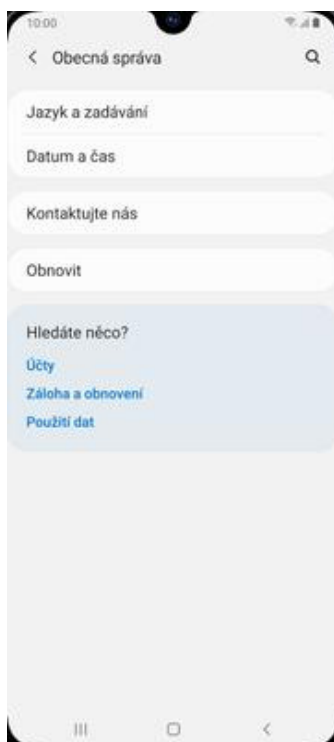 10:00
Obecná správa
Jazyk a zadávání
Datum a čas
Kontaktujte nás
Obnovit
Hledáte něco?
Účty
Záloha a obnovení
Použití dat